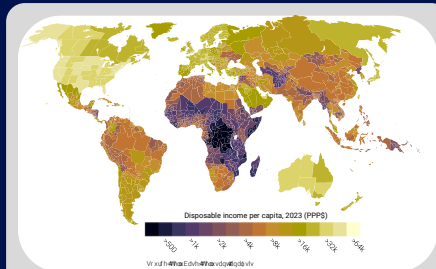 Disposable income per capita, 2023 (PPP$)
>500 >1k >2k >4k >8k >16k >32k >64k